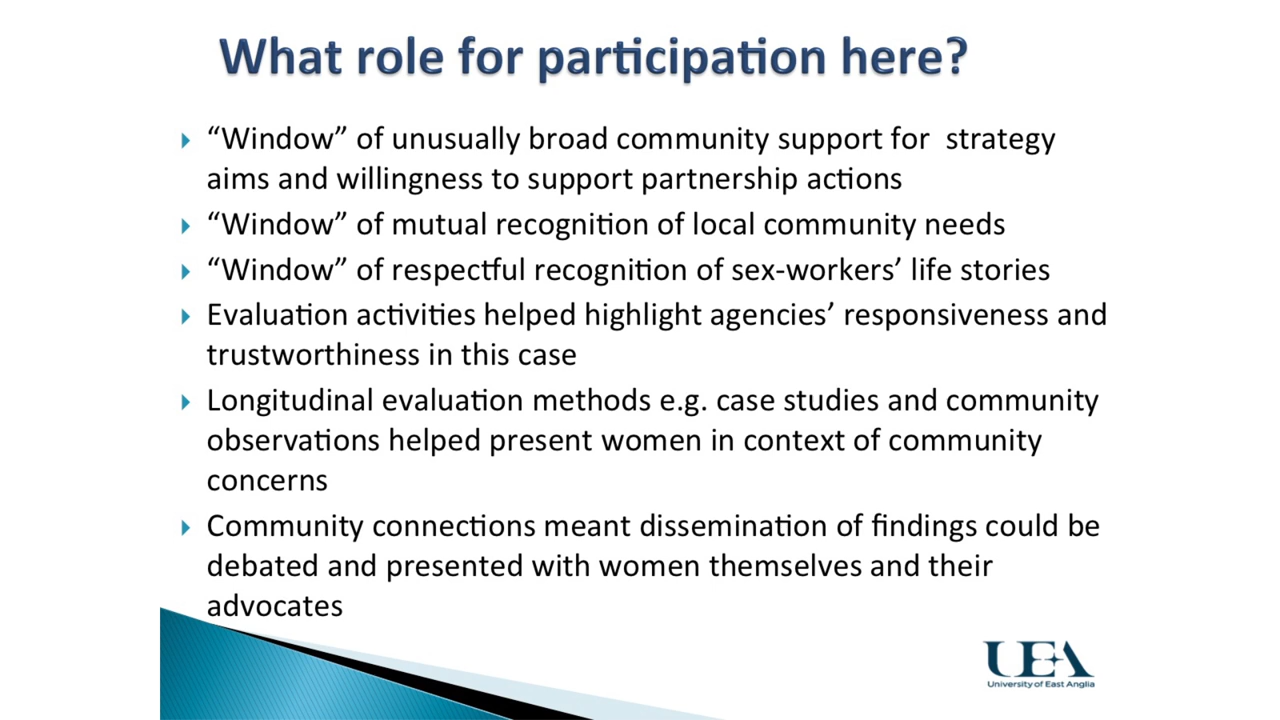 What role for participation here?
“Window” of unusually broad community support for strategy
aims and willingness to support partnership actions
“Window” of mutual recognition of local community needs
“Window” of respectful recognition of sex-workers’ life stories
Evaluation activities helped highlight agencies’ responsiveness and
trustworthiness in this case
Longitudinal evaluation methods e.g. case studies and community
observations helped present women in context of community
concerns
Community connections meant dissemination of findings could be
debated and presented with women themselves and their
advocates
UEA
University of East Anglia